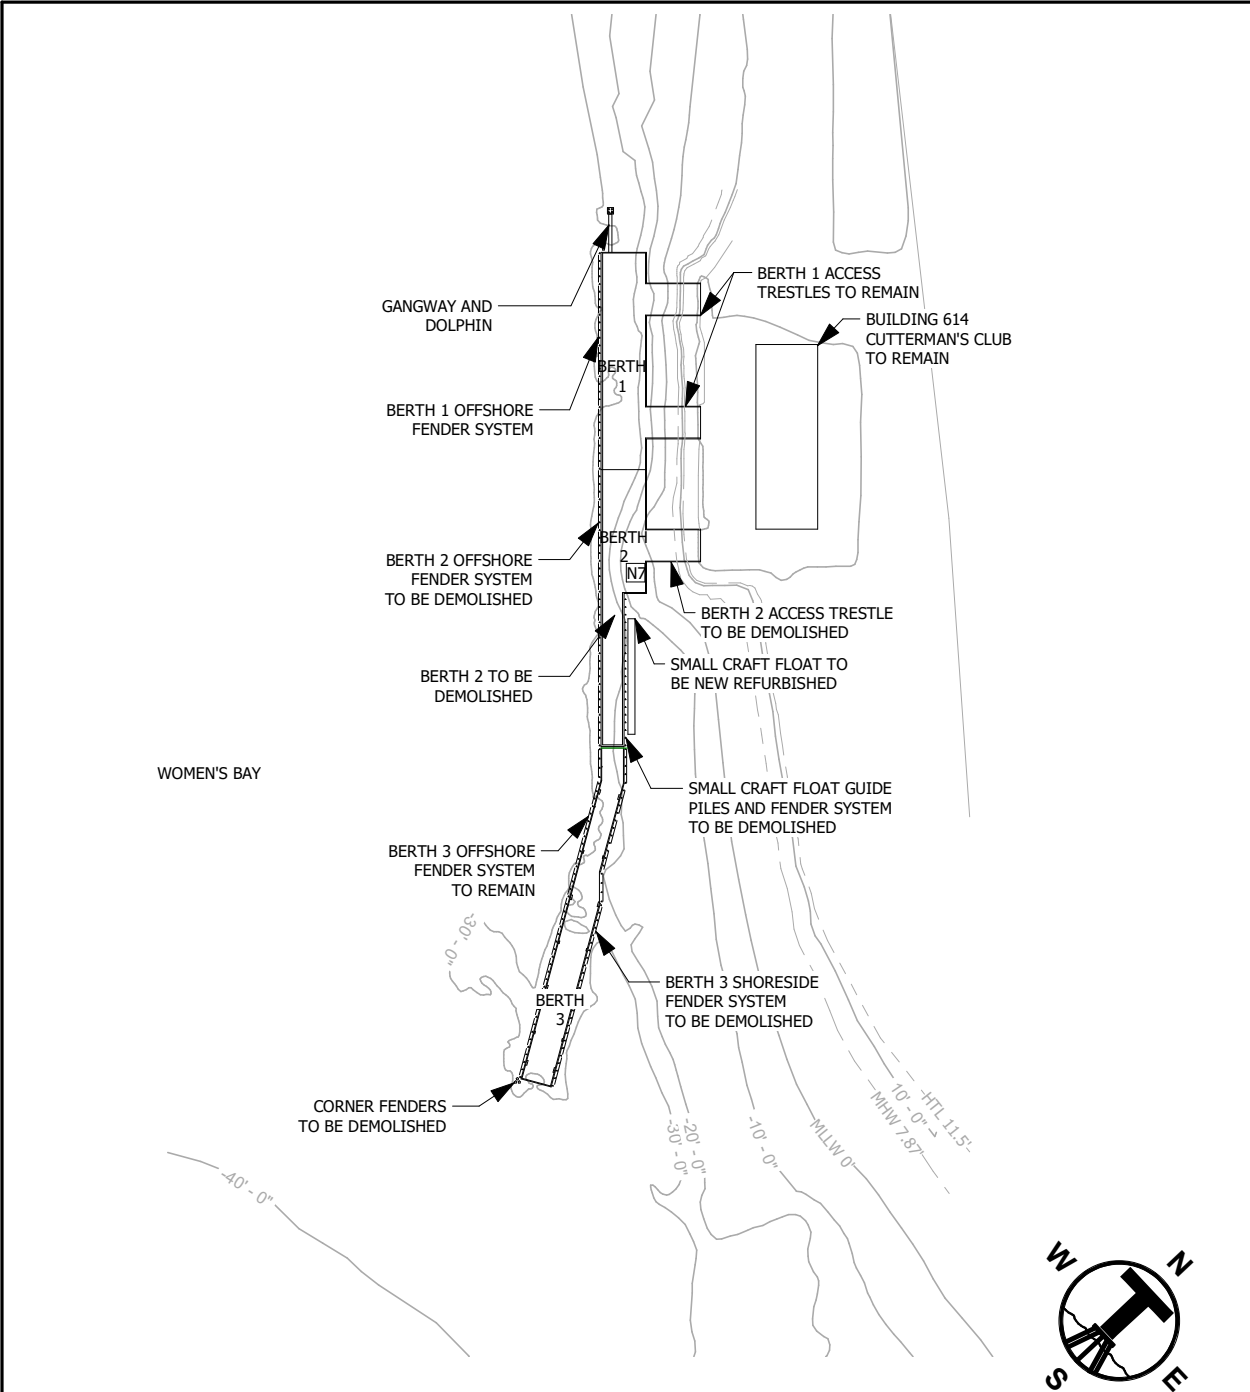 BERTH 1 ACCESS
TRESTLES TO REMAIN
GANGWAY AND
DOLPHIN
BUILDING 614
CUTTERMAN'S CLUB
TO REMAIN
BERTH
1
BERTH 1 OFFSHORE
FENDER SYSTEM
BERTH
2
N7
BERTH 2 OFFSHORE
FENDER SYSTEM
TO BE DEMOLISHED
BERTH 2 ACCESS TRESTLE
TO BE DEMOLISHED
SMALL CRAFT FLOAT TO
BE NEW REFURBISHED
BERTH 2 TO BE
DEMOLISHED
WOMEN'S BAY
SMALL CRAFT FLOAT GUIDE
PILES AND FENDER SYSTEM
TO BE DEMOLISHED
BERTH 3 OFFSHORE
FENDER SYSTEM
TO REMAIN
-30' - 0"
BERTH 3 SHORESIDE
FENDER SYSTEM
TO BE DEMOLISHED
BERTH
3
CORNER FENDERS
TO BE DEMOLISHED
-40' - 0"
-30' - 0"
-20' - 0"
-10' - 0"
MLLW 0'
MHW 7.87'
10' - 0"
HTL 11.5'
W
N
S
E